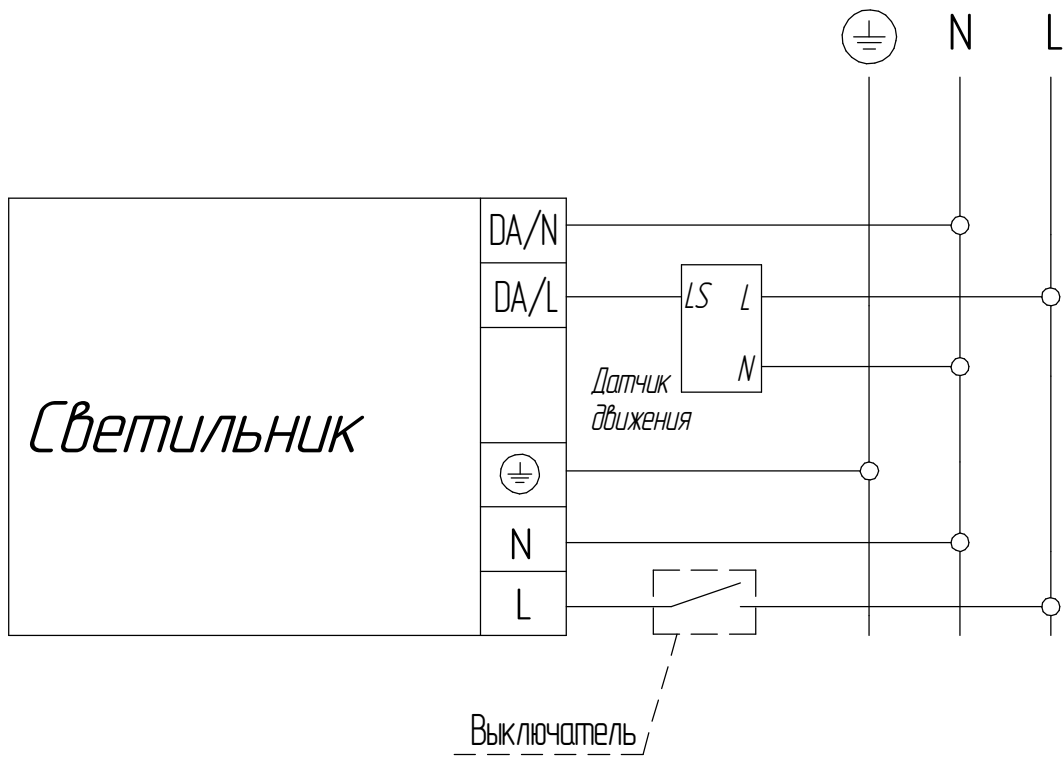 N L
DA/N
DA/L
LS L
N
Датчик
движения
Светильник
N
L
Выключатель